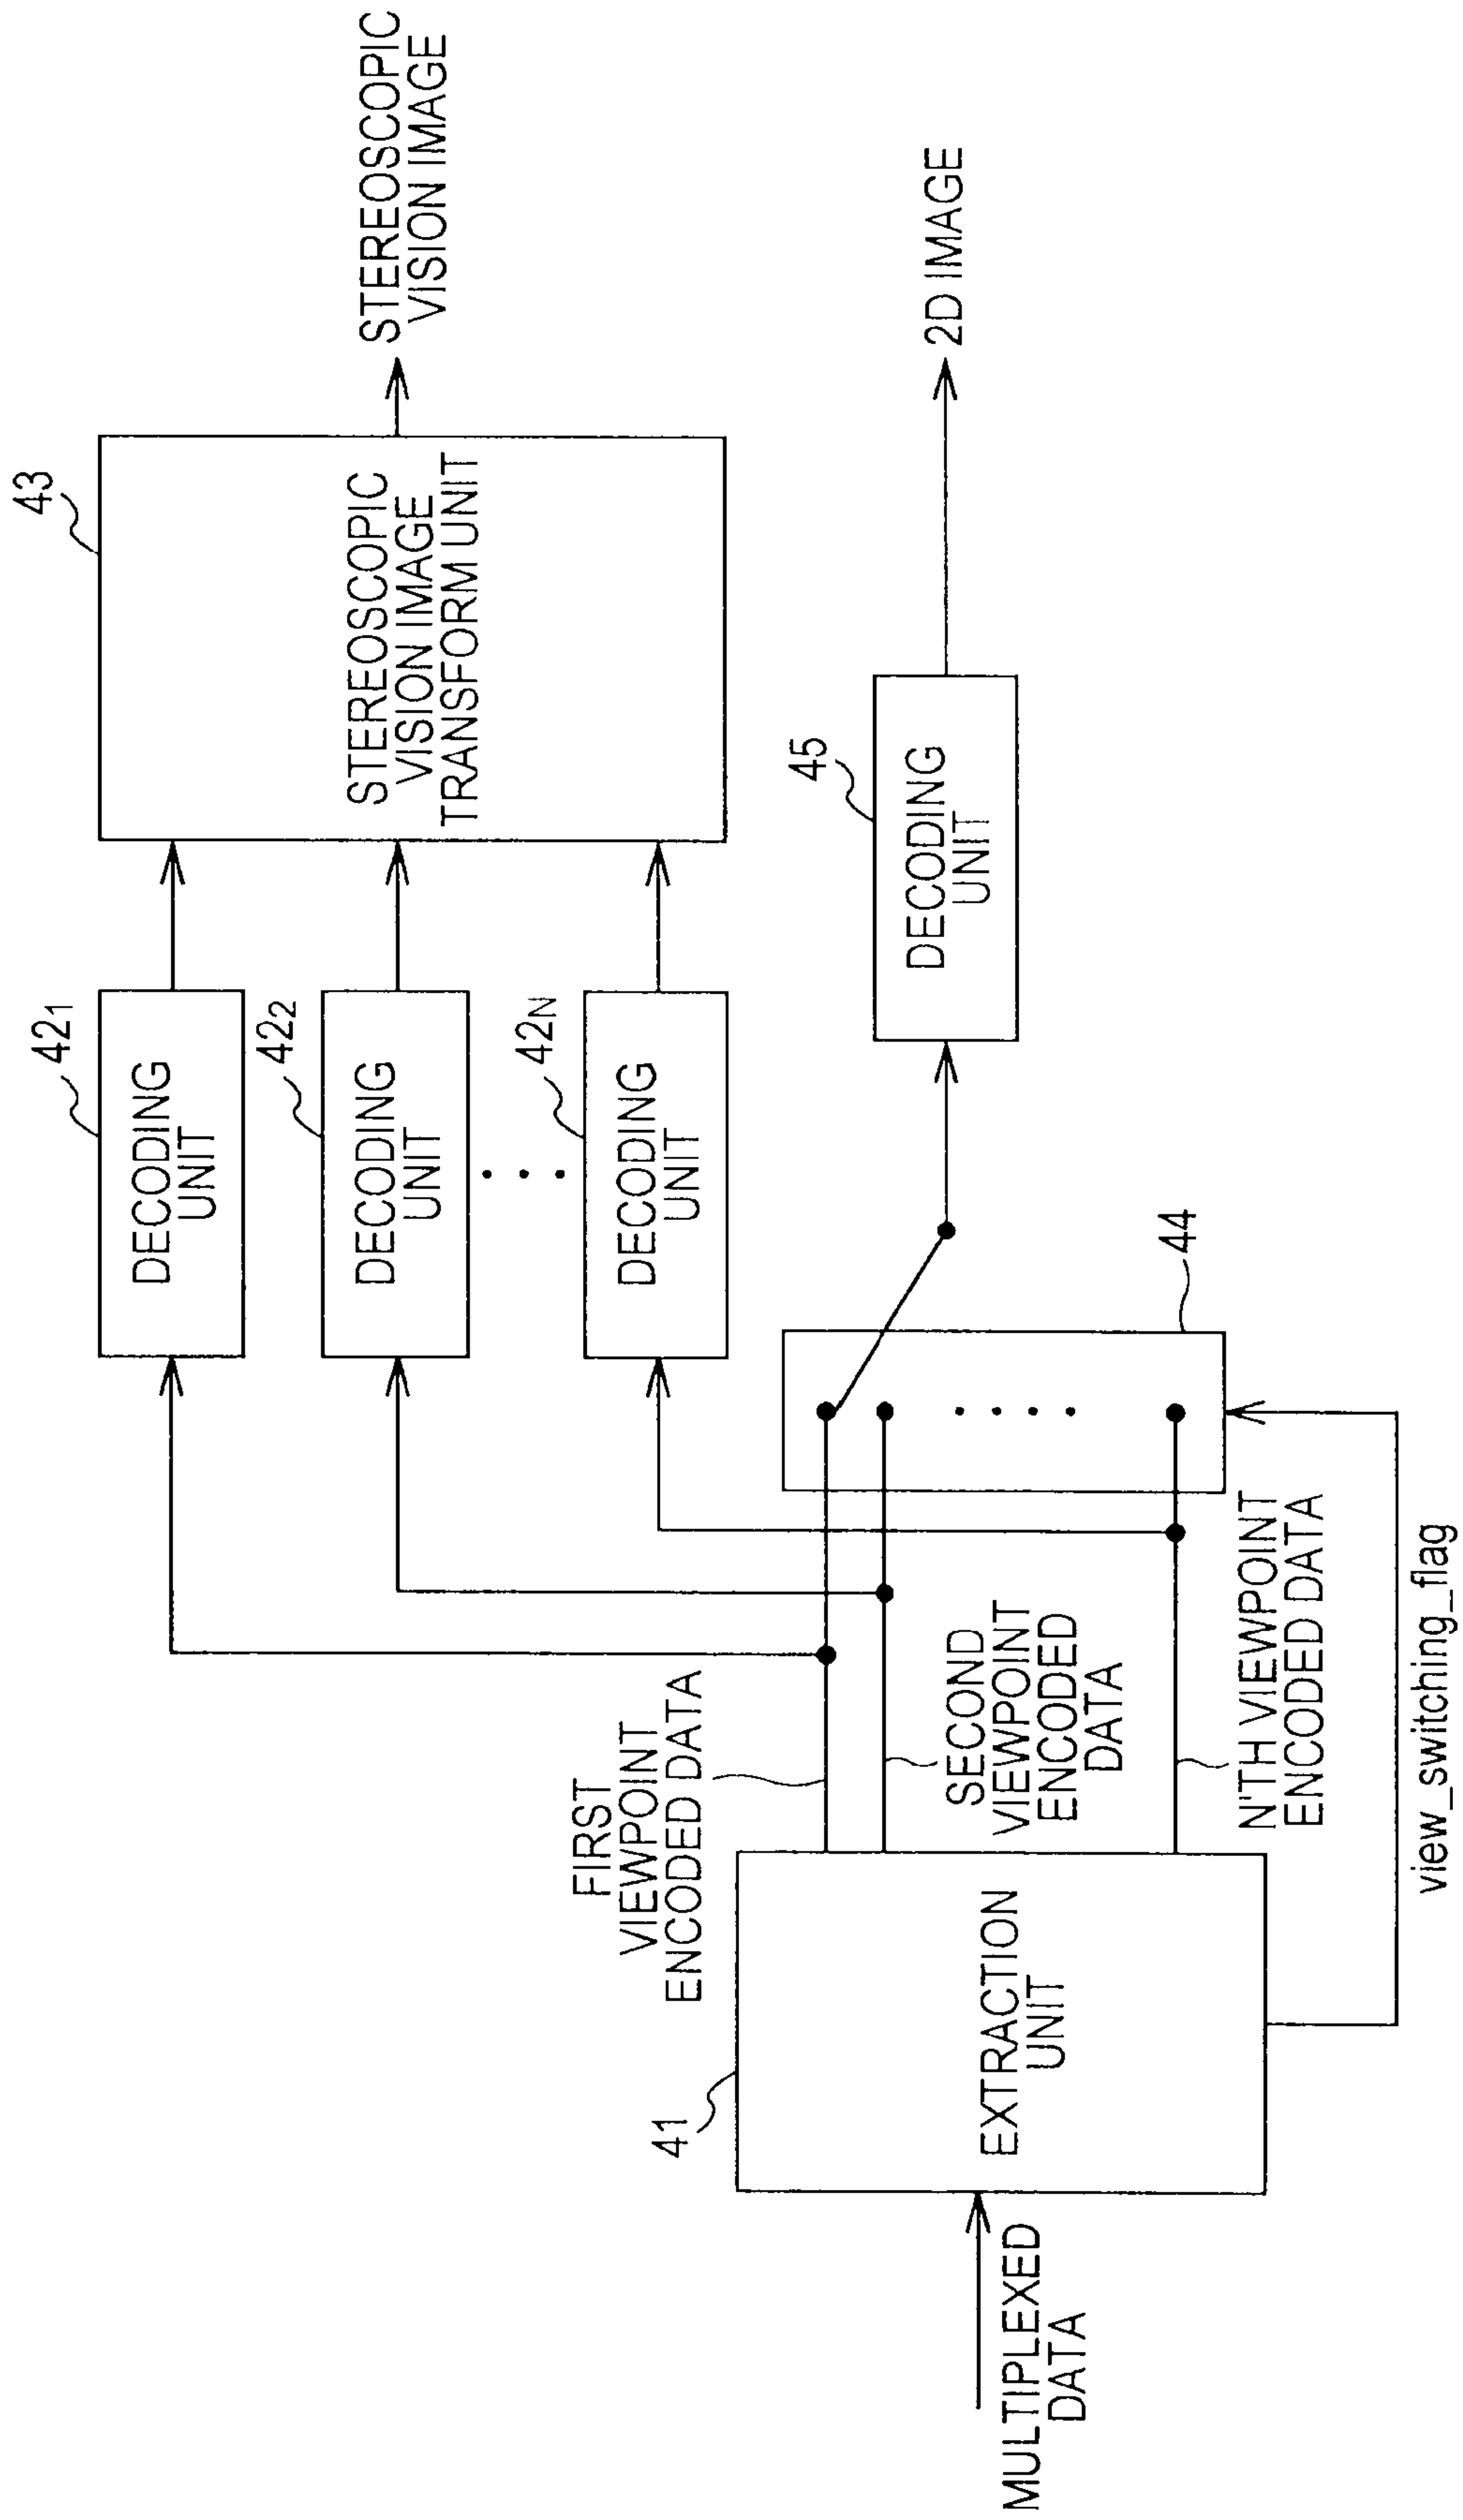 43
STEREOSCOPIC
VISION IMAGE
TRANSFORM UNIT
STEREOSCOPIC
VISION IMAGE
421
DECODING
UNIT
422
DECODING
UNIT
42N
DECODING
UNIT
45
DECODING
UNIT
2D IMAGE
44
FIRST
VIEWPOINT
ENCODED DATA
SECOND
VIEWPOINT
ENCODED
DATA
N'TH VIEWPOINT
ENCODED DATA
41
EXTRACTION
UNIT
MULTIPLEXED
DATA
view_switching_flag